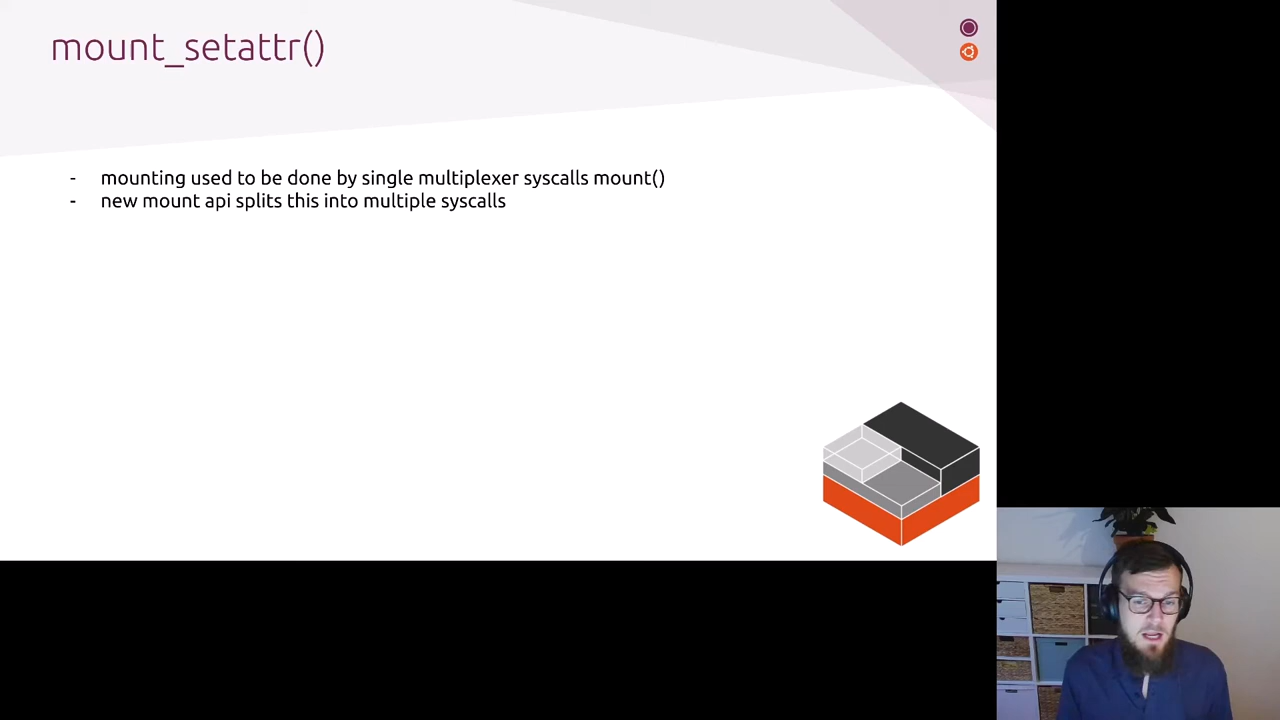 mount_setattr()
- mounting used to be done by single multiplexer syscalls mount()
- new mount api splits this into multiple syscalls